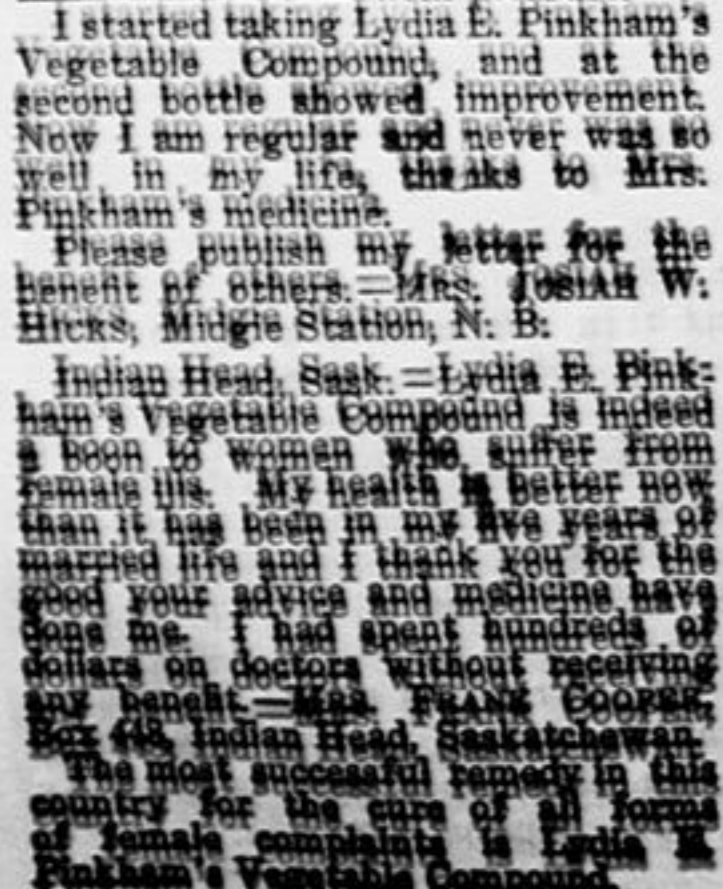 I started taking Lydia E. Pinkham's
Vegetable Compound, and at the
second bottle showed improvement.
Now I am regular and never was so
well in my life, thanks to Mrs.
Pinkham's medicine.
Please publish my letter for the
benefit of others.—MRS. JOSIAH W.
HICKS, Midgie Station, N. B.
Indian Head, Sask.—Lydia E. Pink-
ham's Vegetable Compound is indeed
a boon to women who suffer from
female ills. My health is better now
than it has been in my five years of
married life and I thank you for the
good your advice and medicine have
done me. I had spent hundreds of
dollars on doctors without receiving
any benefit.—MRS. FRANK COOPER,
Box 448, Indian Head, Saskatchewan.
The most successful remedy in this
country for the cure of all forms
of female complaints is Lydia E.
Pinkham's Vegetable Compound.